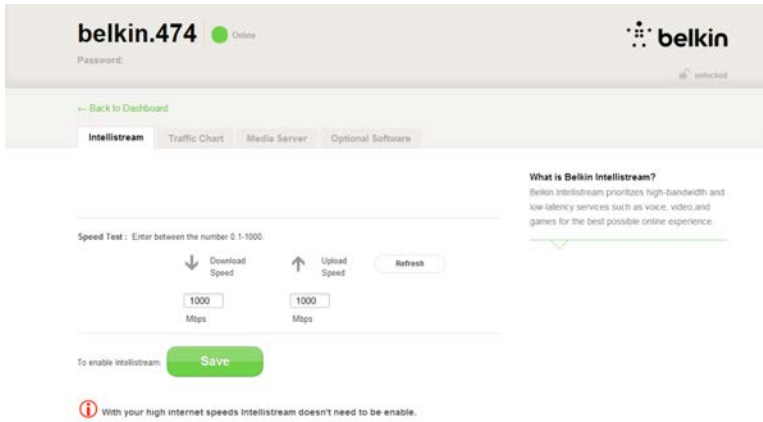 belkin.474 Online
belkin
Password:
unlocked
← Back to Dashboard
Intellistream Traffic Chart Media Server Optional Software
What is Belkin Intellistream?
Belkin Intellistream prioritizes high-bandwidth and
low-latency services such as voice, video,and
games for the best possible online experience.
Speed Test : Enter between the number 0.1-1000.
Download
Speed
Upload
Speed
Refresh
1000 1000
Mbps Mbps
To enable Intellistream: Save
With your high internet speeds Intellistream doesn't need to be enable.